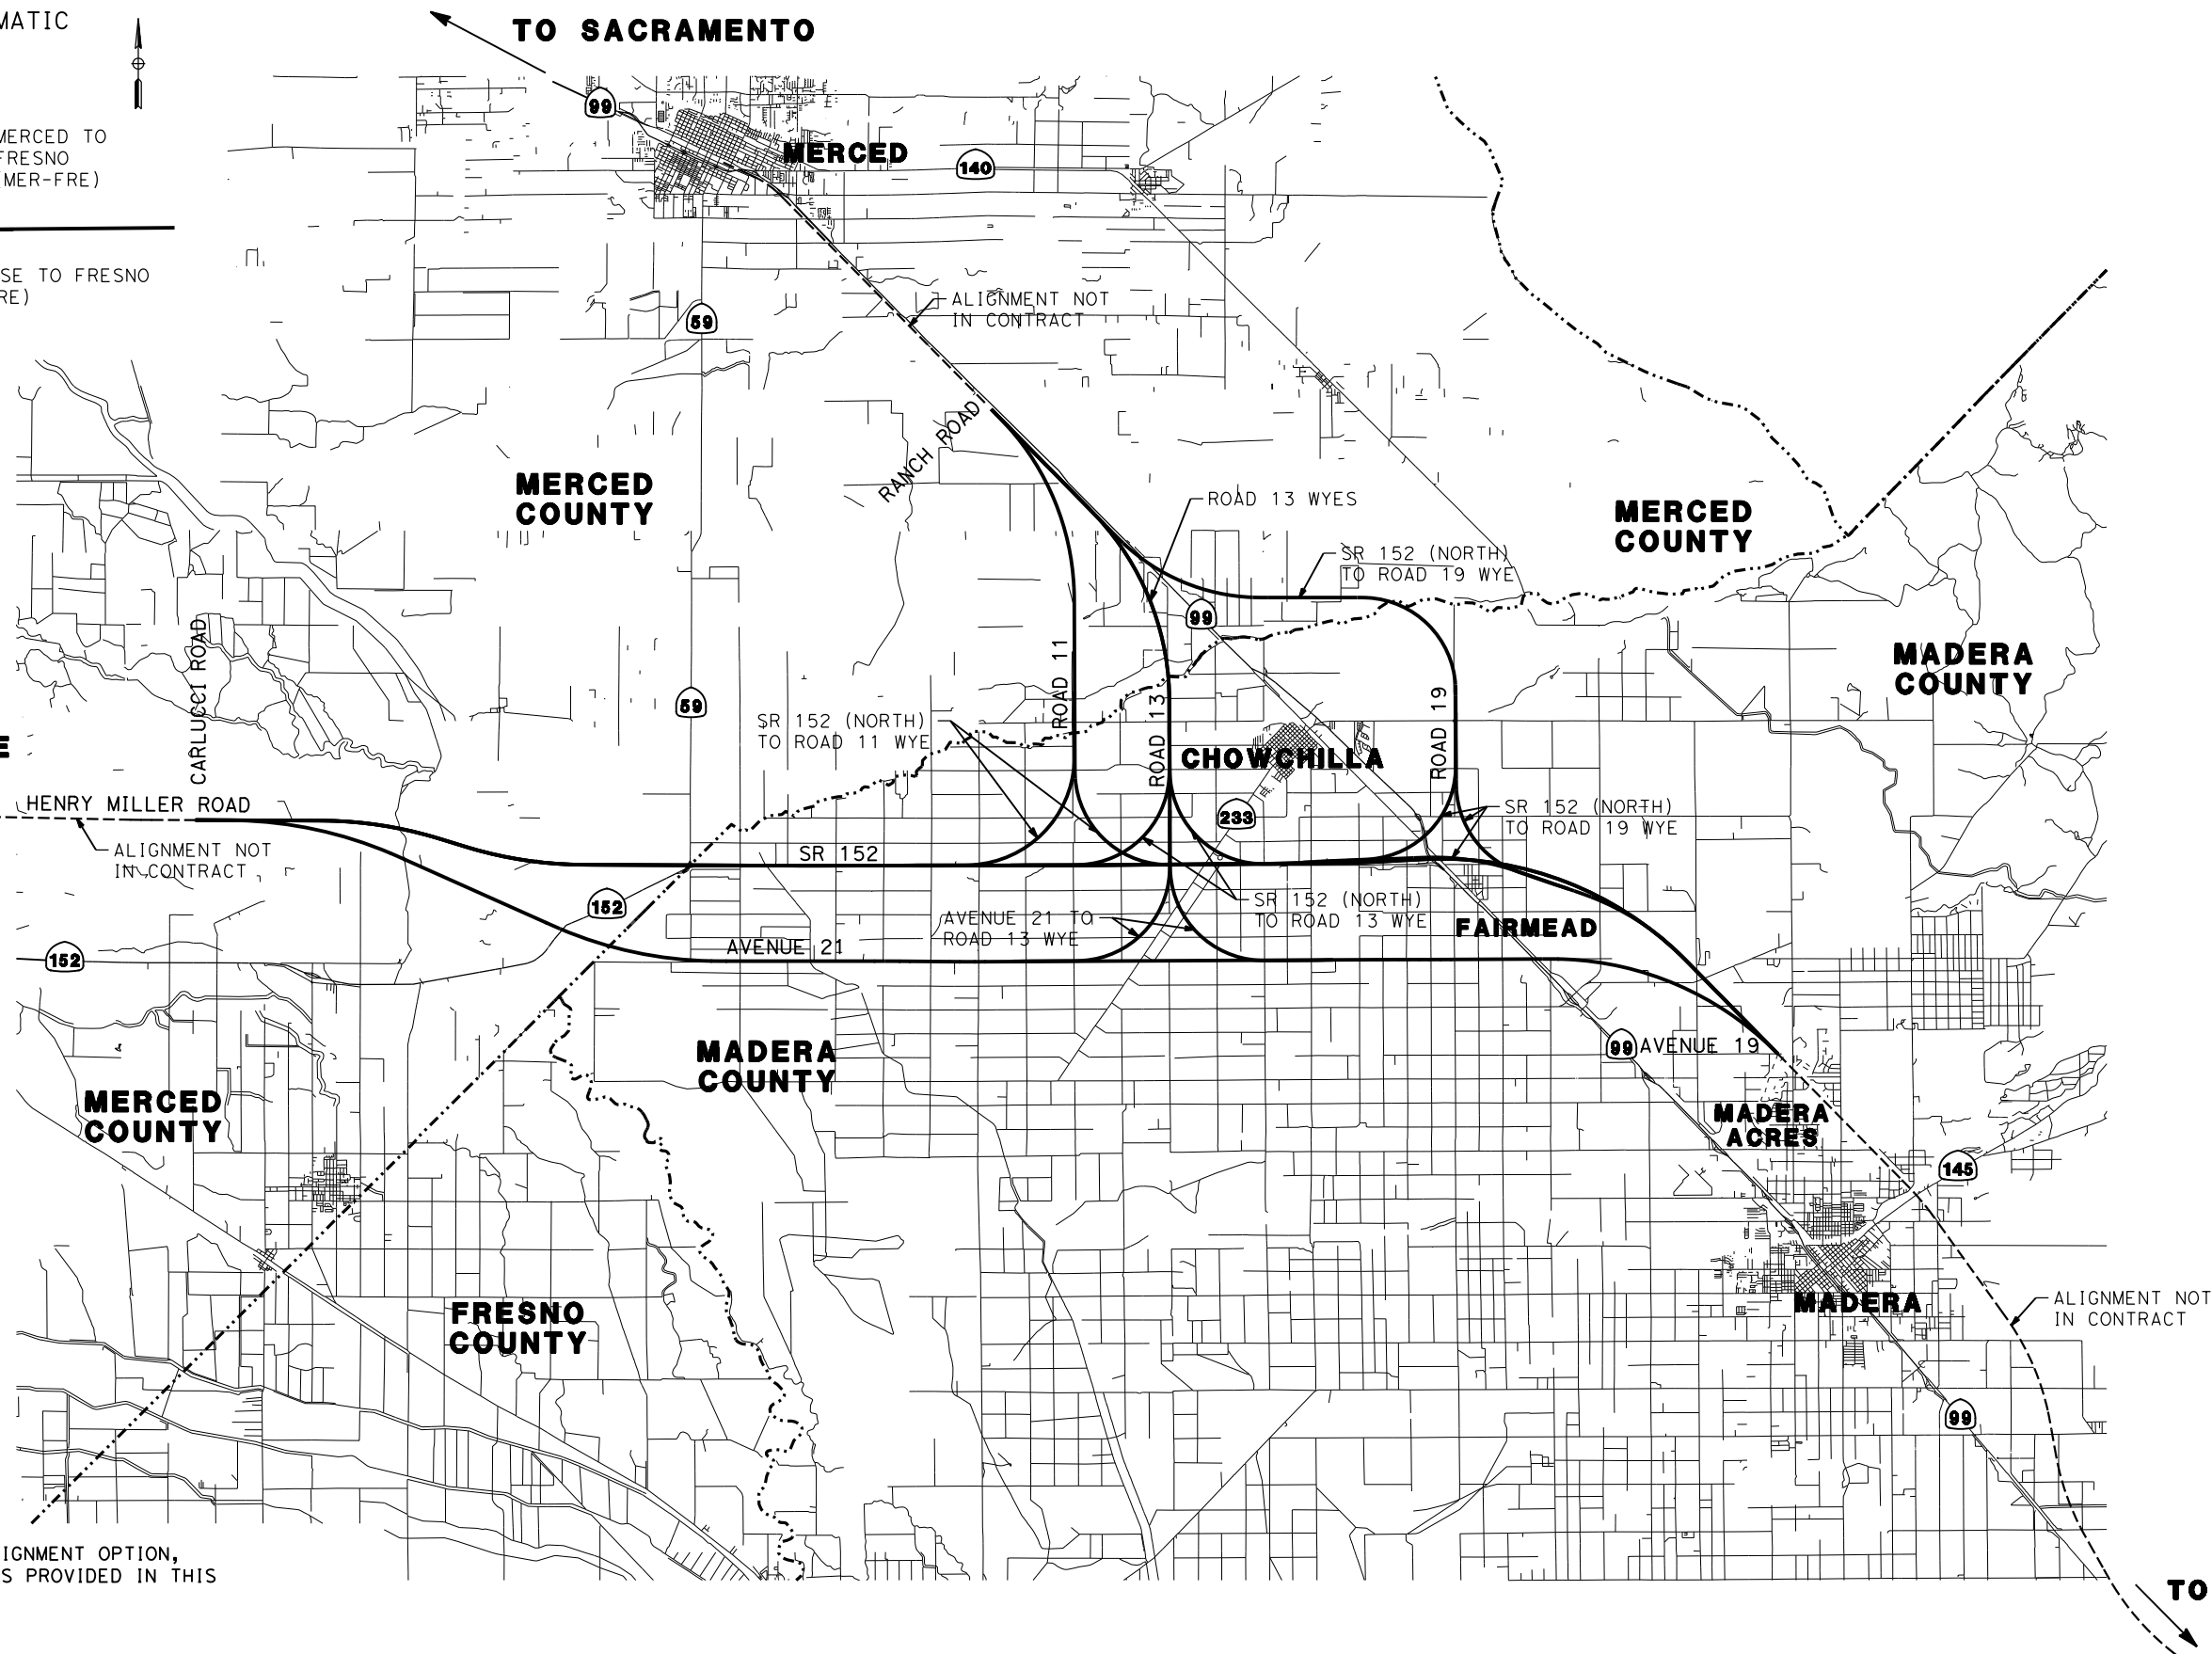 MATIC
TO SACRAMENTO
99
MERCED TO
FRESNO
(MER-FRE)
MERCED
140
SE TO FRESNO
RE)
ALIGNMENT NOT
IN CONTRACT
59
RANCH ROAD
MERCED
COUNTY
ROAD 13 WYES
MERCED
COUNTY
SR 152 (NORTH)
TO ROAD 19 WYE
99
CARLUCCI ROAD
ROAD 11
ROAD 13
ROAD 19
MADERA
COUNTY
59
SR 152 (NORTH)
TO ROAD 11 WYE
E
CHOWCHILLA
HENRY MILLER ROAD
233
SR 152 (NORTH)
TO ROAD 19 WYE
ALIGNMENT NOT
IN CONTRACT
SR 152
152
SR 152 (NORTH)
TO ROAD 13 WYE
AVENUE 21 TO
ROAD 13 WYE
FAIRMEAD
AVENUE 21
152
99
AVENUE 19
MADERA
COUNTY
MERCED
COUNTY
MADERA
ACRES
145
FRESNO
COUNTY
MADERA
ALIGNMENT NOT
IN CONTRACT
99
IGNMENT OPTION,
S PROVIDED IN THIS
TO